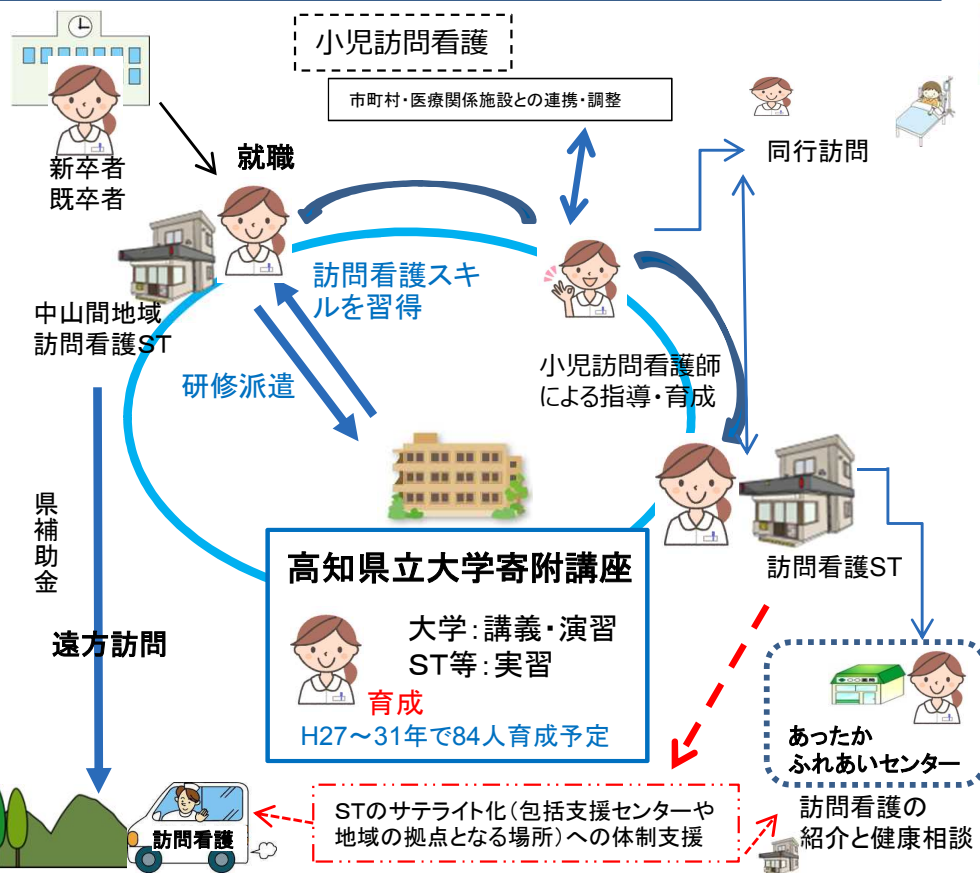 小児訪問看護
市町村・医療関係施設との連携・調整
新卒者
既卒者
就職
同行訪問
中山間地域
訪問看護ST
訪問看護スキ
ルを習得
研修派遣
小児訪問看護師
による指導・育成
訪問看護ST
県補助金
遠方訪問
高知県立大学寄附講座
大学：講義・演習
ST等：実習
育成
H27～31年で84人育成予定
あったか
ふれあいセンター
訪問看護の
紹介と健康相談
STのサテライト化（包括支援センターや
地域の拠点となる場所）への体制支援
訪問看護